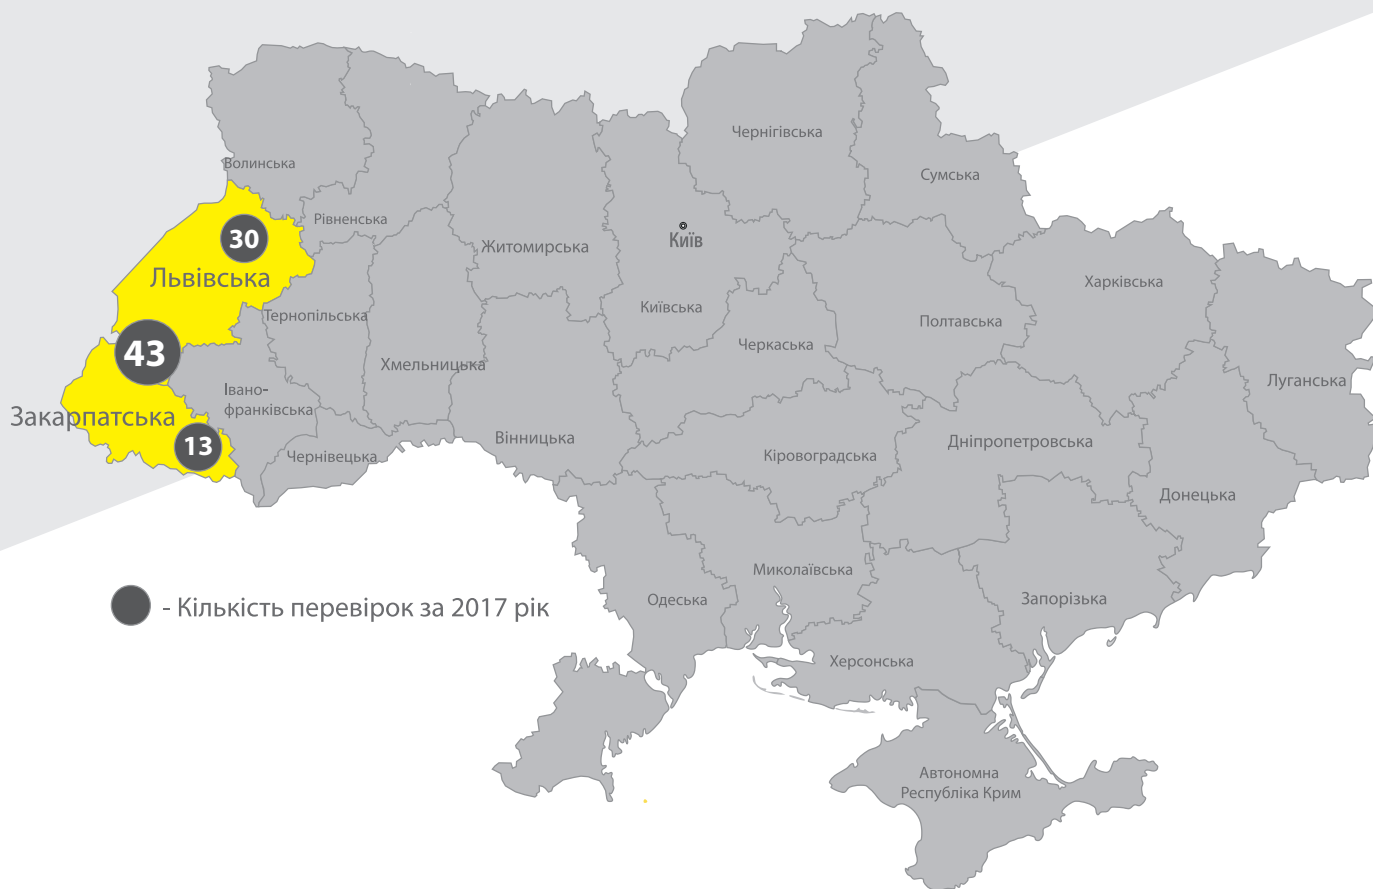 Чернігівська
Волинська
Сумська
Рівненська
30
Житомирська
Київ
Львівська
Харківська
Київська
Тернопільська
Полтавська
Черкаська
43
Хмельницька
Луганська
Івано-
франківська
Закарпатська
13
Вінницька
Дніпропетровська
Чернівецька
Кіровоградська
Донецька
Миколаївська
Одеська
Запорізька
- Кількість перевірок за 2017 рік
Херсонська
Автономна
Республіка Крим